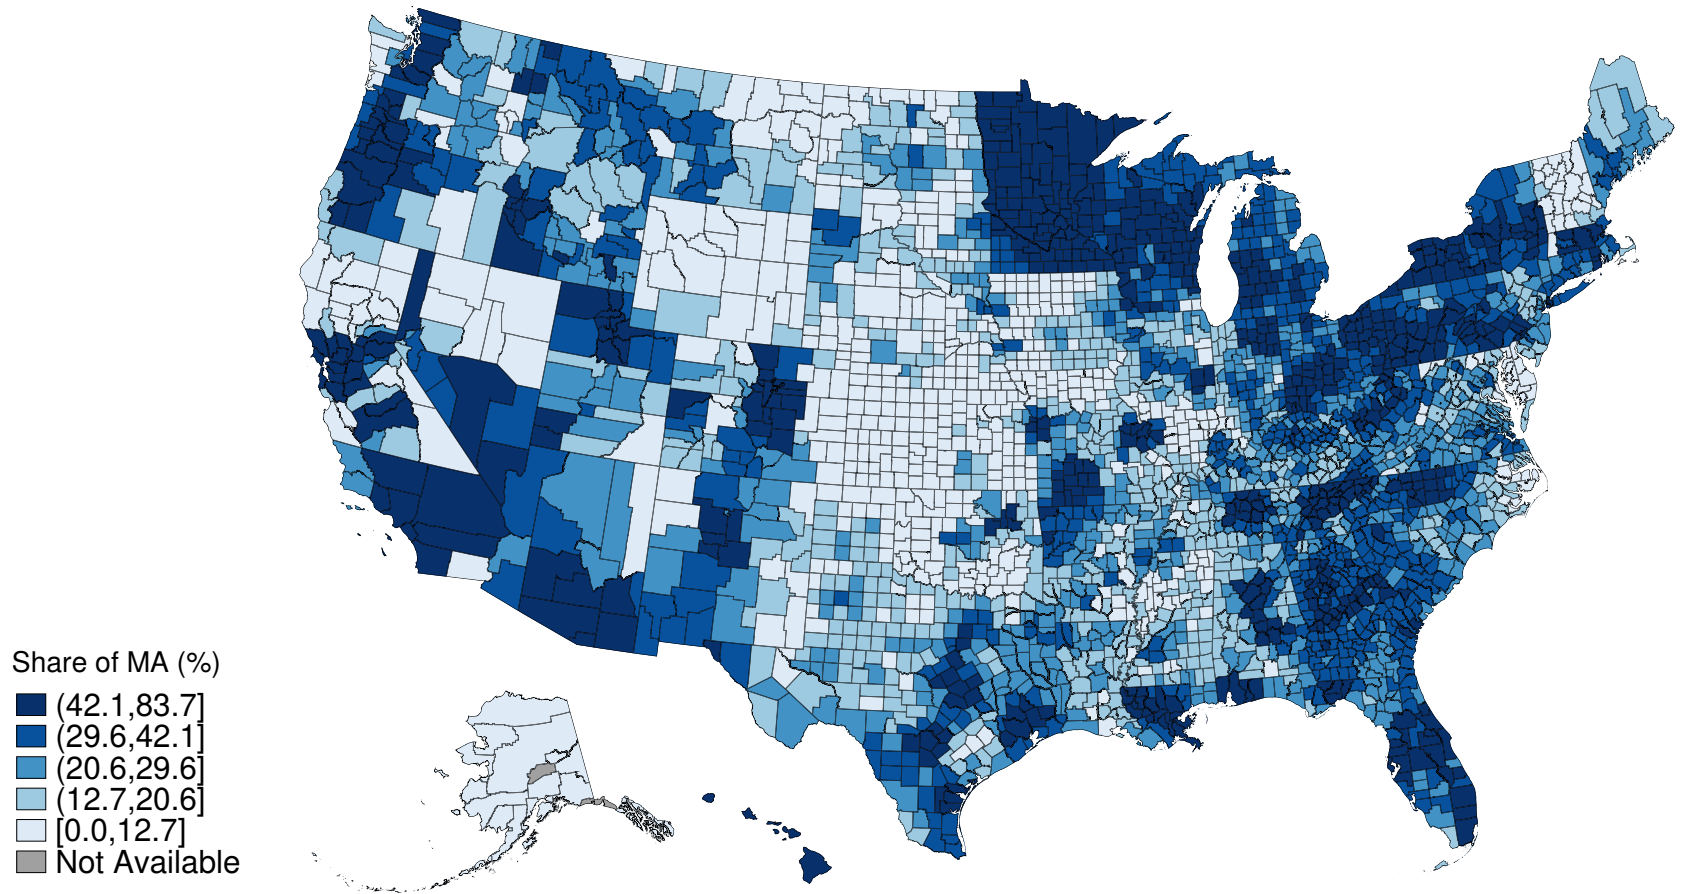 Share of MA (%)
(42.1,83.7]
(29.6,42.1]
(20.6,29.6]
(12.7,20.6]
[0.0,12.7]
Not Available